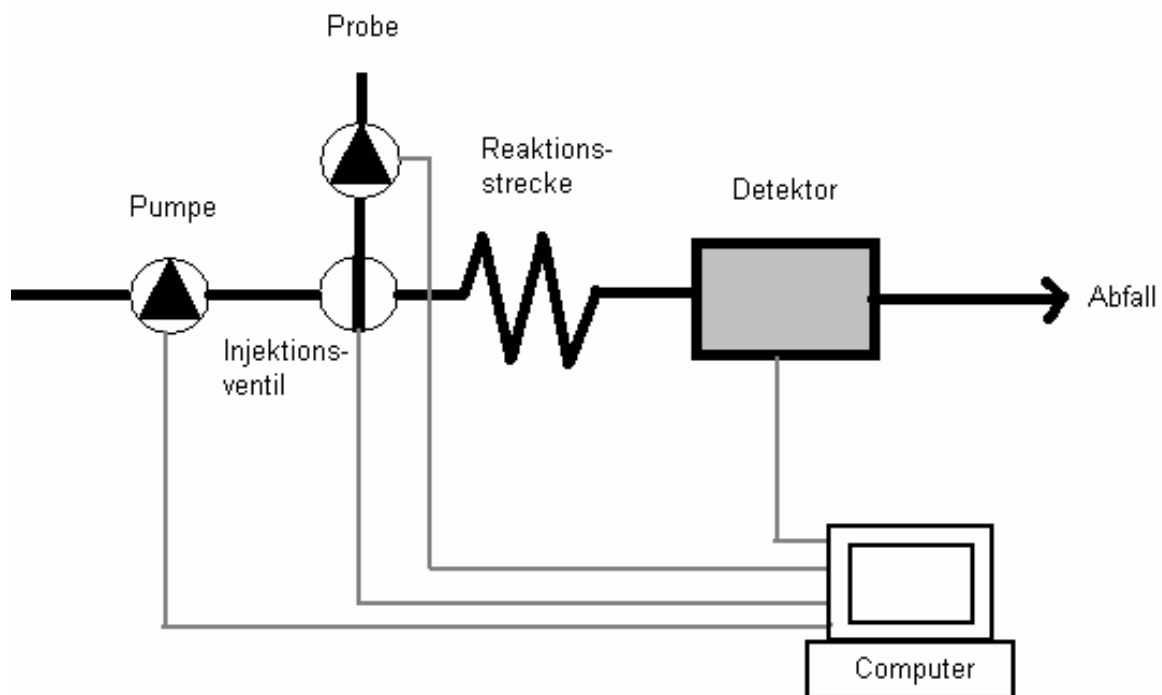 Probe
Reaktions-
strecke
Detektor
Pumpe
Abfall
Injektions-
ventil
Computer